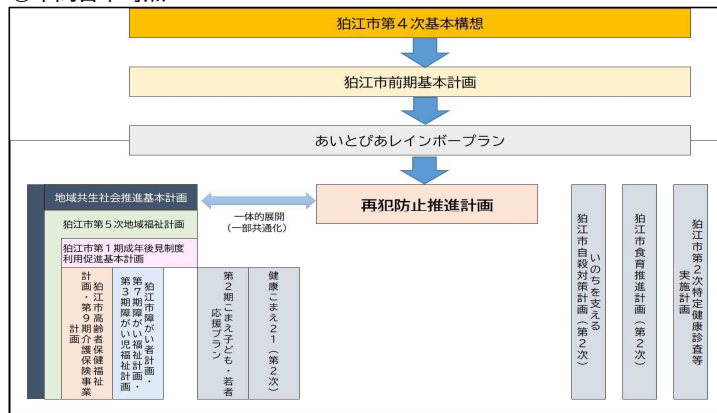 狛江市第4次基本構想
狛江市前期基本計画
あいとぴあレインボープラン
地域共生社会推進基本計画
一体的展開
(一部共通化)
再犯防止推進計画
狛江市第5次地域福祉計画
狛江市第1期成年後見制度
利用促進基本計画
狛江市高齢者保健福祉
計画・第9期介護保険事業
計画
狛江市障がい者計画・
第7期障がい福祉計画・
第3期障がい児福祉計画
第2期こまえ子ども・若者
応援プラン
健康こまえ21(第2次)
いのちを支える
狛江市自殺対策計画(第2次)
狛江市食育推進計画(第2次)
狛江市第2次特定健康診査等
実施計画